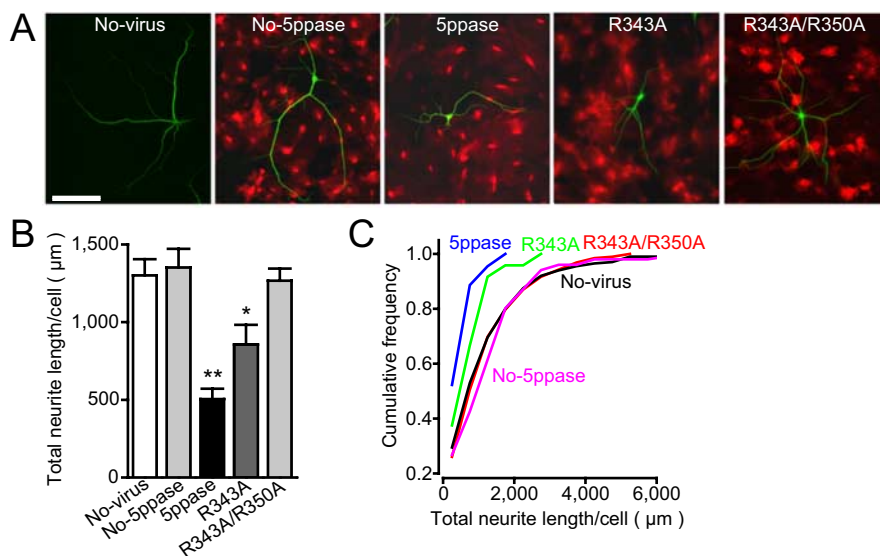 A
No-virus
No-5ppase
5ppase
R343A
R343A/R350A
B
Total neurite length/cell ( µm )
1,500
1,000
500
0
**
*
No-virus
No-5ppase
5ppase
R343A
R343A/R350A
C
Cumulative frequency
1.0
0.8
0.6
0.4
0.2
5ppase
R343A
R343A/R350A
No-virus
No-5ppase
0
2,000
4,000
6,000
Total neurite length/cell ( µm )